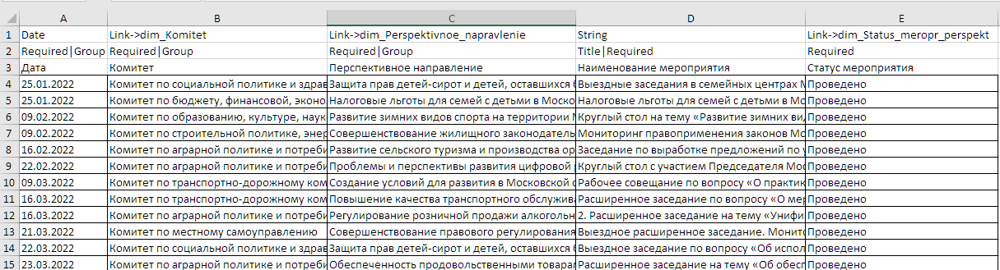 A B C D E
1 Date Link->dim_Komitet Link->dim_Perspektivnoe_napravlenie String Link->dim_Status_meropr_perspekt
2 Required|Group Required|Group Required|Group Title|Required Required
3 Дата Комитет Перспективное направление Наименование мероприятия Статус мероприятия
4 25.01.2022 Комитет по социальной политике и здрав Защита прав детей-сирот и детей, оставшихся б Выездные заседания в семейных центрах М Проведено
5 25.01.2022 Комитет по бюджету, финансовой, эконо Налоговые льготы для семей с детьми в Моско Налоговые льготы для семей с детьми в Мо Проведено
6 09.02.2022 Комитет по образованию, культуре, наук Развитие зимних видов спорта на территории М Круглый стол на тему «Развитие зимних ви Проведено
7 09.02.2022 Комитет по строительной политике, энер Совершенствование жилищного законодатель Мониторинг правоприменения законов Мо Проведено
8 16.02.2022 Комитет по аграрной политике и потреби Развитие сельского туризма и производства ор Заседание по выработке предложений по у Проведено
9 22.02.2022 Комитет по аграрной политике и потреби Проблемы и перспективы развития цифровой Круглый стол с участием Председателя Мос Проведено
10 09.03.2022 Комитет по транспортно-дорожному ком Создание условий для развития в Московской о Рабочее совещание по вопросу «О практик Проведено
11 16.03.2022 Комитет по транспортно-дорожному ком Повышение качества транспортного обслужива Расширенное заседание по вопросу «О ме Проведено
12 16.03.2022 Комитет по аграрной политике и потреби Регулирование розничной продажи алкогольн 2. Расширенное заседание на тему «Унифи Проведено
13 21.03.2022 Комитет по местному самоуправлению Совершенствование правового регулирования Выездное расширенное заседание. Монито Проведено
14 22.03.2022 Комитет по социальной политике и здрав Защита прав детей-сирот и детей, оставшихся б Выездное заседание по вопросу «Об испол Проведено
15 23.03.2022 Комитет по аграрной политике и потреби Обеспеченность продовольственными товара Расширенное заседание на тему «Об обесп Проведено